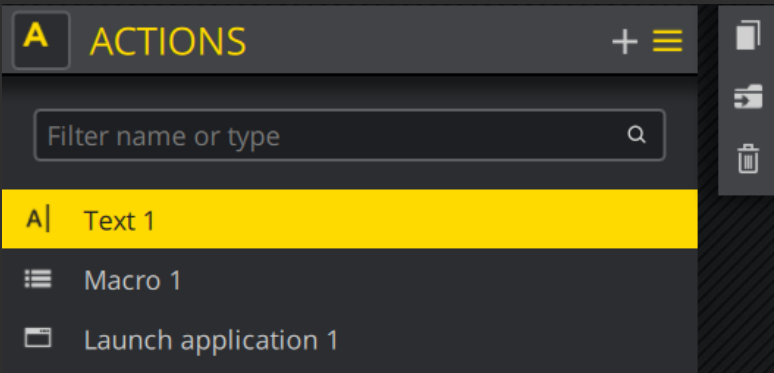 A ACTIONS
Filter name or type
A Text 1
Macro 1
Launch application 1